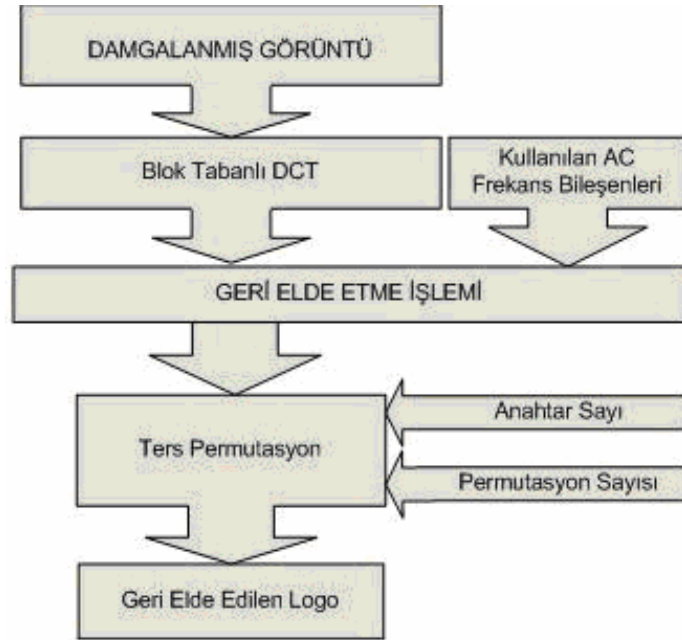 DAMGALANMIŞ GÖRÜNTÜ
Blok Tabanlı DCT
Kullanılan AC
Frekans Bileşenleri
GERİ ELDE ETME İŞLEMİ
Anahtar Sayı
Ters Permutasyon
Permutasyon Sayısı
Geri Elde Edilen Logo